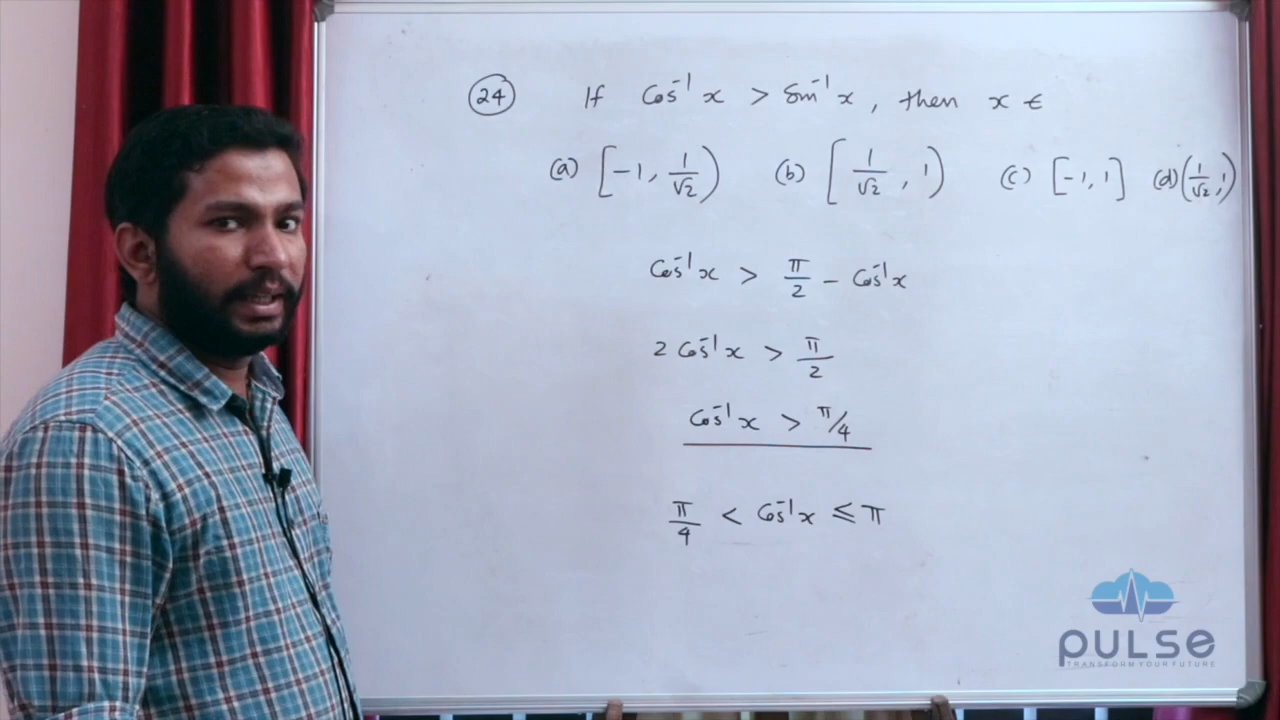 24 If Cos⁻¹x > Sin⁻¹x, then x ∈
(a) [-1, 1/√2) (b) [1/√2, 1) (c) [-1, 1] (d) (1/√2, 1)
Cos⁻¹x > π/2 - Cos⁻¹x
2 Cos⁻¹x > π/2
Cos⁻¹x > π/4
π/4 < Cos⁻¹x ≤ π
PULSE
TRANSFORM YOUR FUTURE